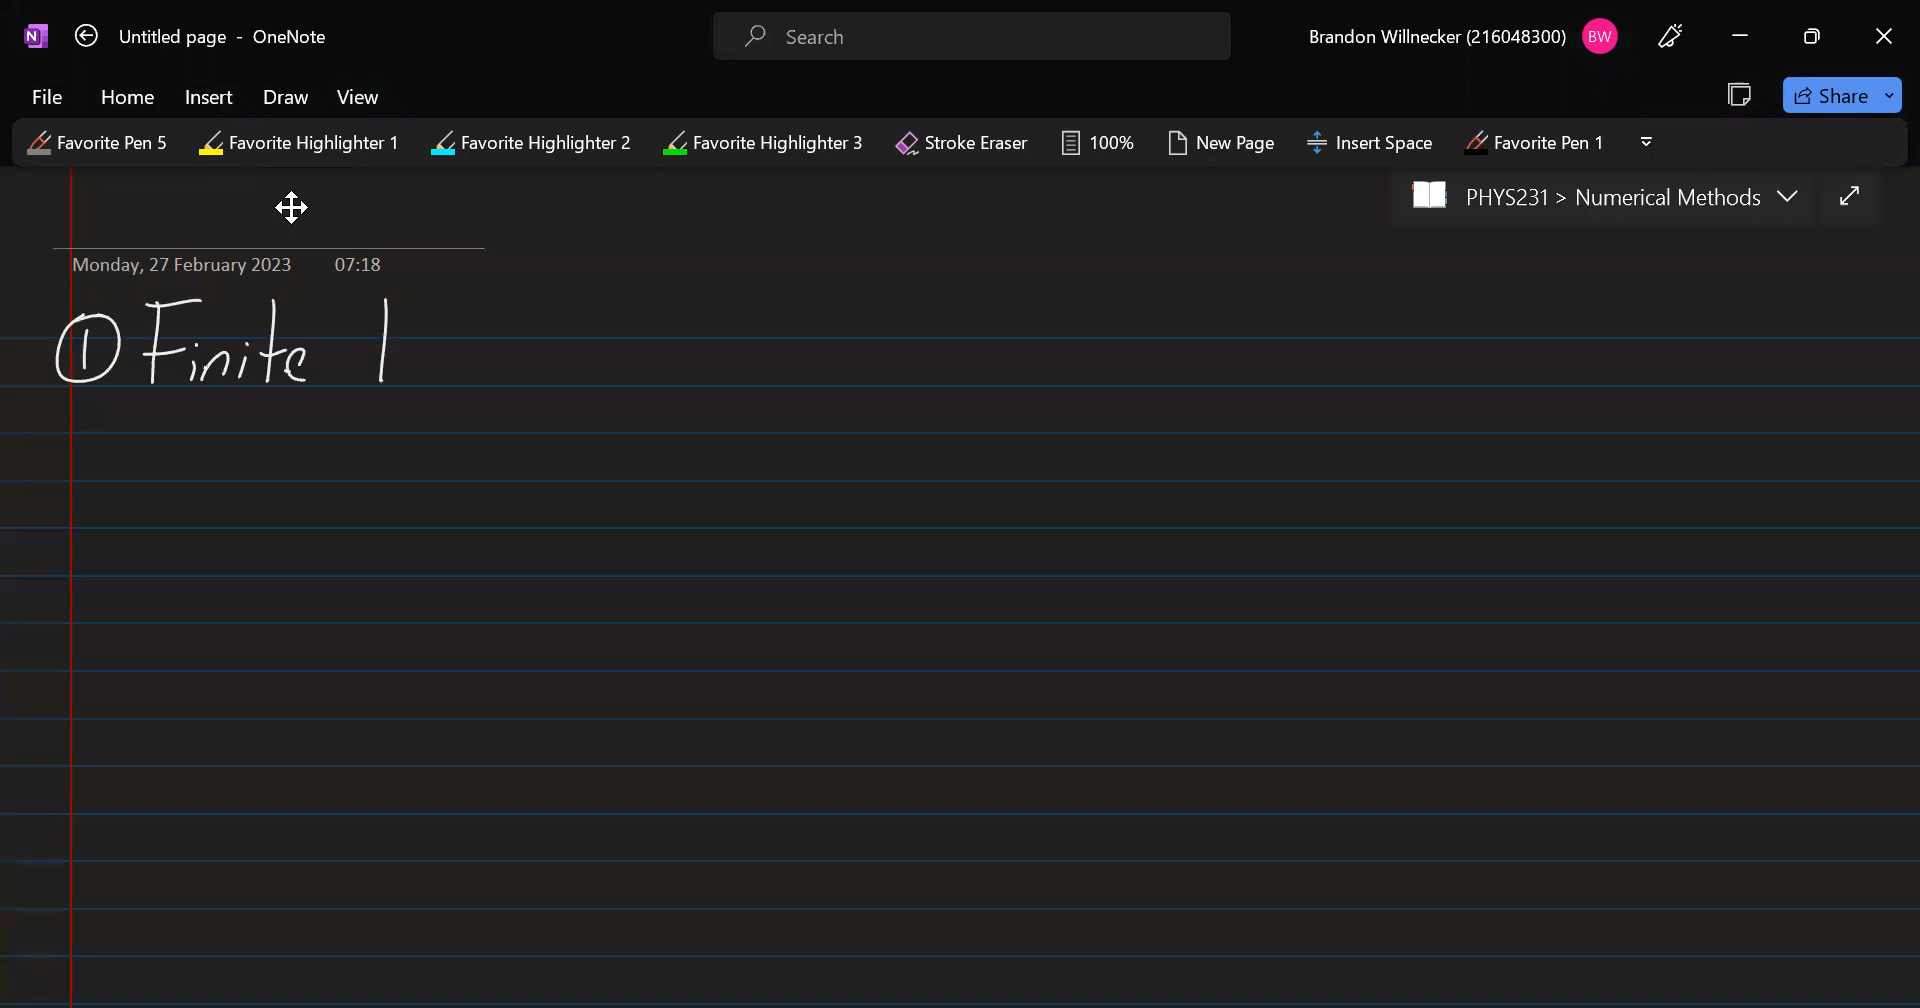 Untitled page - OneNote
Search
Brandon Willnecker (216048300) BW
File Home Insert Draw View
Share
Favorite Pen 5 Favorite Highlighter 1 Favorite Highlighter 2 Favorite Highlighter 3 Stroke Eraser 100% New Page Insert Space Favorite Pen 1
PHYS231 > Numerical Methods
Monday, 27 February 2023 07:18
① Finite